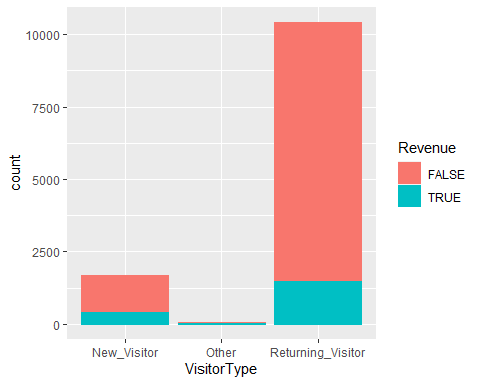 10000
7500
5000
2500
0
count
New_Visitor
Other
Returning_Visitor
VisitorType
Revenue
FALSE
TRUE